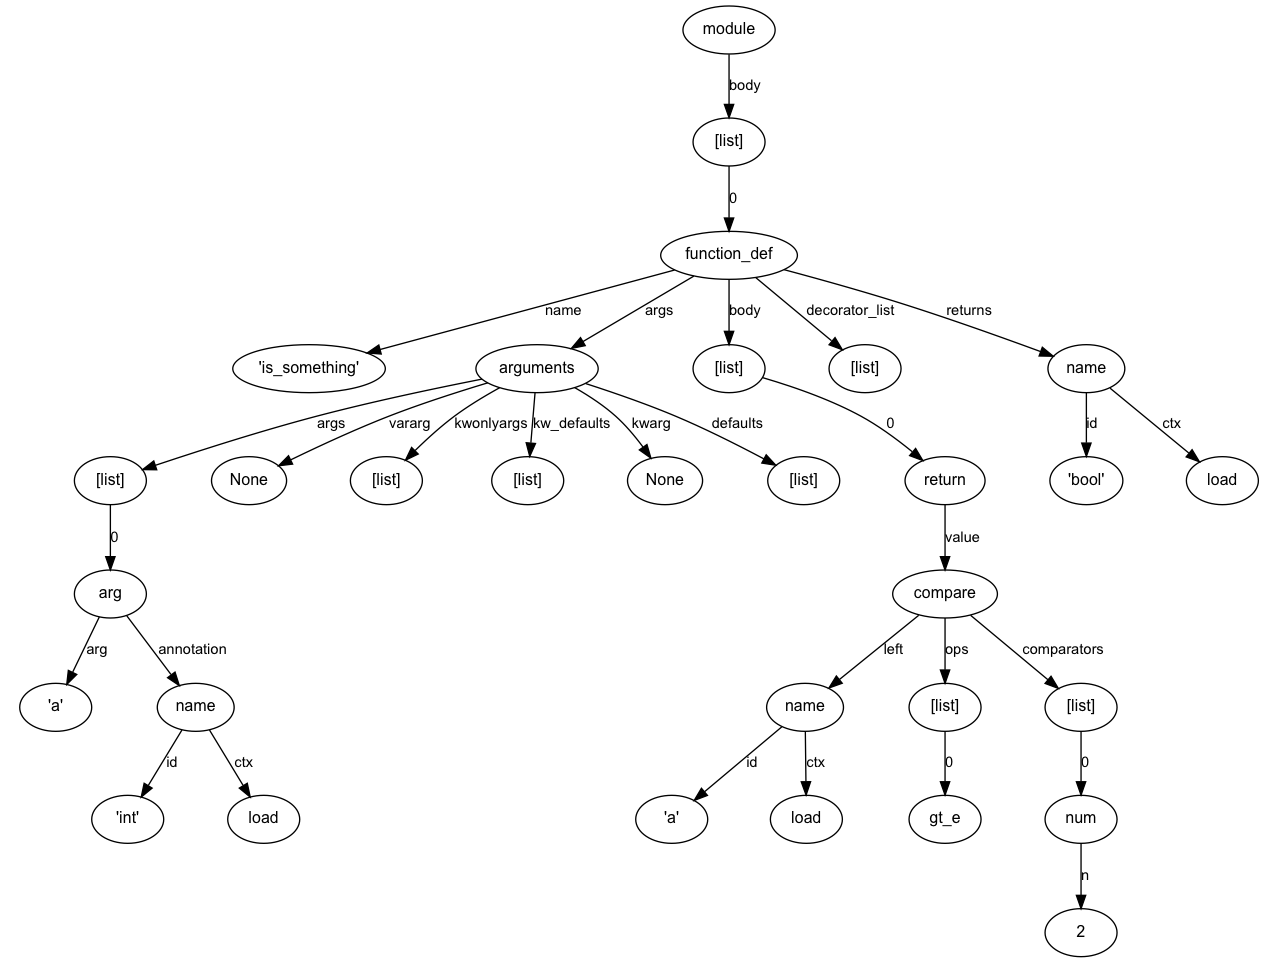 module
body
[list]
0
function_def
name args body decorator_list returns
'is_something' arguments [list] [list] name
args vararg kwonlyargs kw_defaults kwarg defaults 0 id ctx
[list] None [list] [list] None [list] return 'bool' load
0 value
arg compare
arg annotation left ops comparators
'a' name name [list] [list]
id ctx id ctx 0 0
'int' load 'a' load gt_e num
n
2